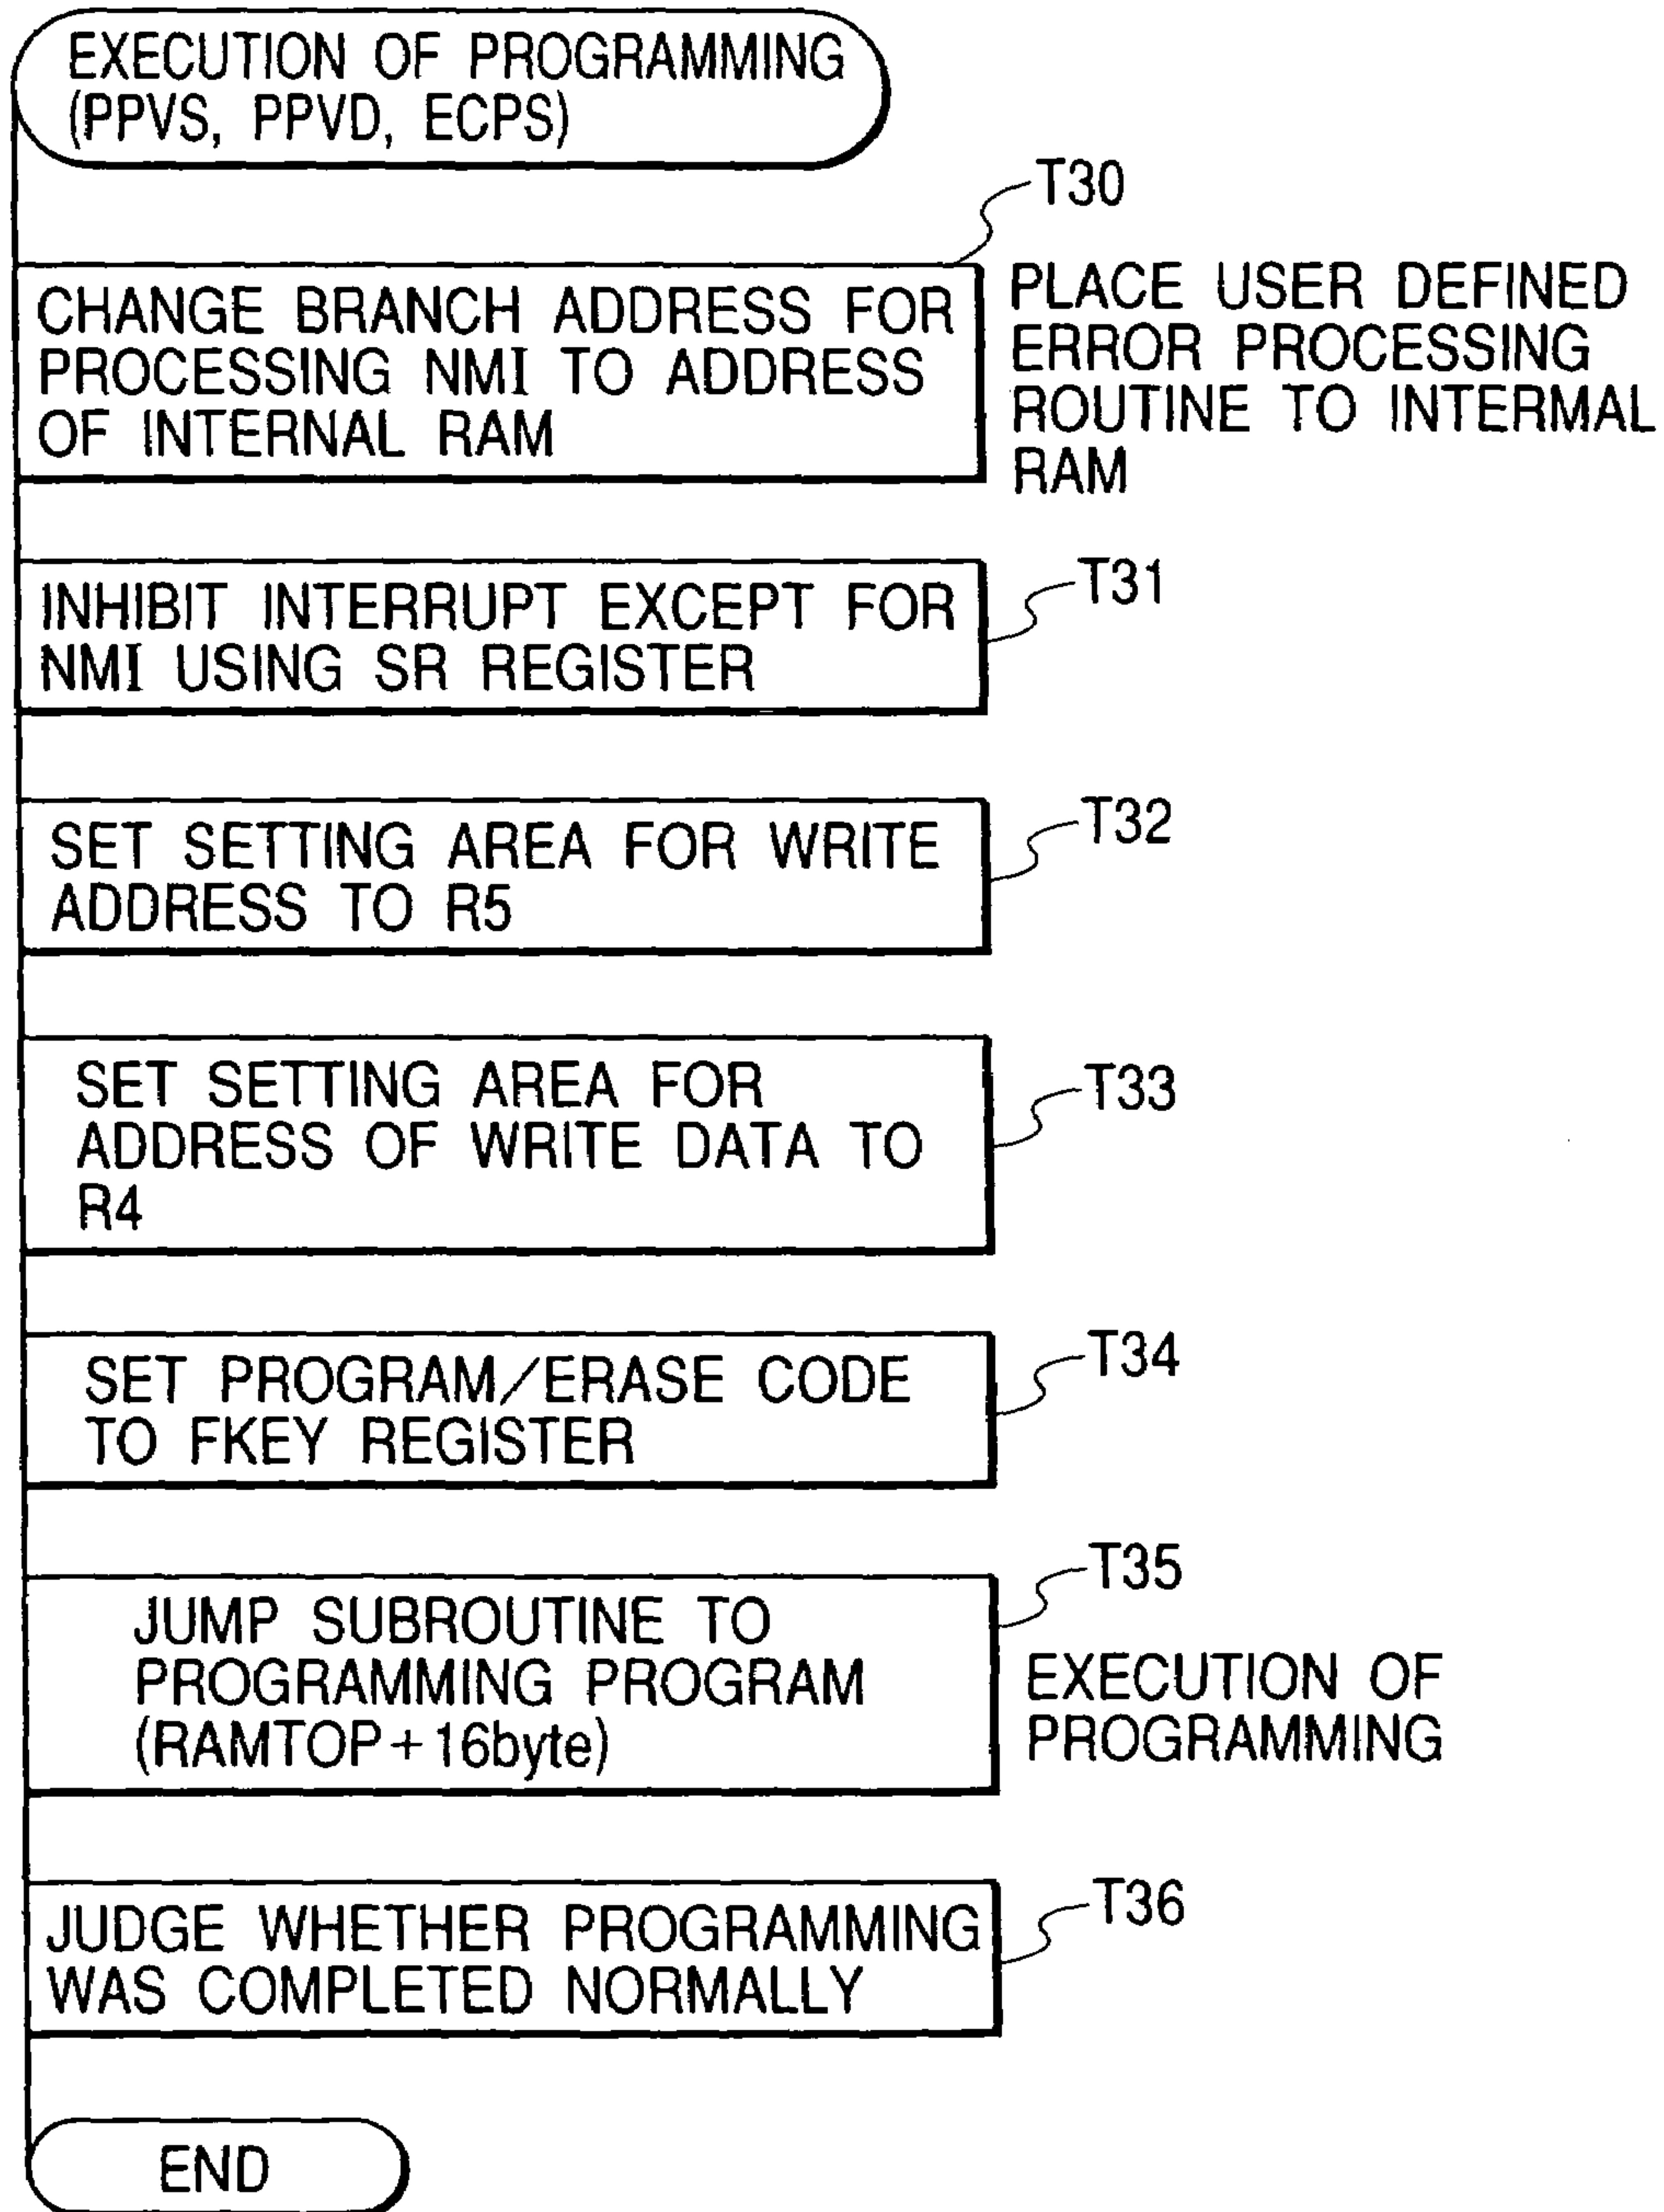 EXECUTION OF PROGRAMMING
(PPVS, PPVD, ECPS)
T30
CHANGE BRANCH ADDRESS FOR
PROCESSING NMI TO ADDRESS
OF INTERNAL RAM
PLACE USER DEFINED
ERROR PROCESSING
ROUTINE TO INTERMAL
RAM
T31
INHIBIT INTERRUPT EXCEPT FOR
NMI USING SR REGISTER
T32
SET SETTING AREA FOR WRITE
ADDRESS TO R5
T33
SET SETTING AREA FOR
ADDRESS OF WRITE DATA TO
R4
T34
SET PROGRAM/ERASE CODE
TO FKEY REGISTER
T35
JUMP SUBROUTINE TO
PROGRAMMING PROGRAM
(RAMTOP+16byte)
EXECUTION OF
PROGRAMMING
T36
JUDGE WHETHER PROGRAMMING
WAS COMPLETED NORMALLY
END